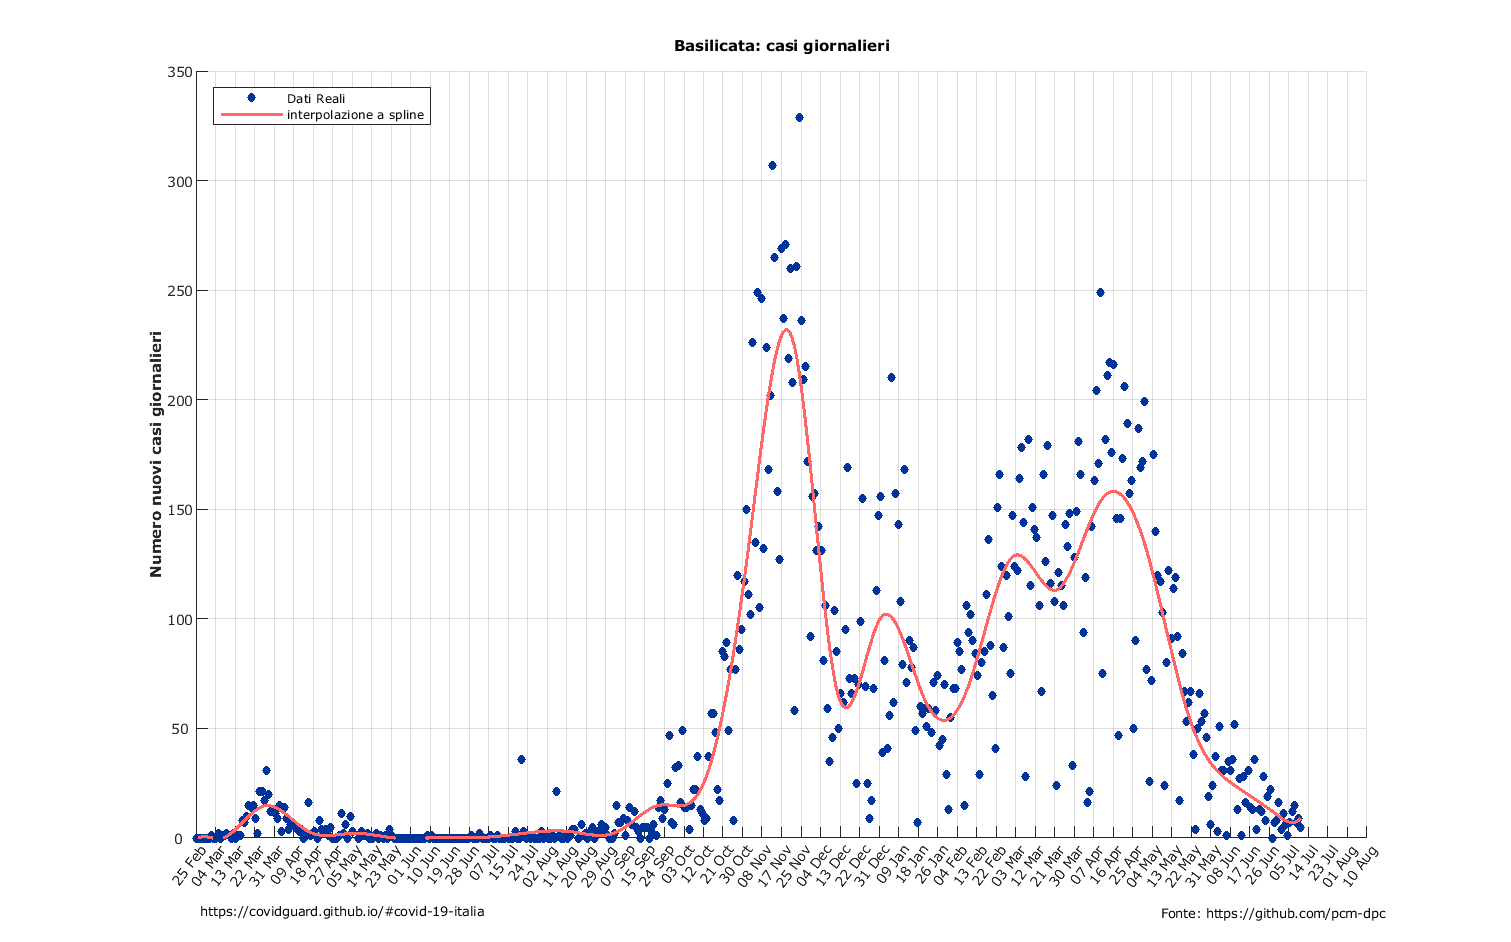 Basilicata: casi giornalieri
350
300
250
200
150
100
50
0
Dati Reali
interpolazione a spline
Numero nuovi casi giornalieri
25 Feb
04 Mar
13 Mar
22 Mar
31 Mar
09 Apr
18 Apr
27 Apr
05 May
14 May
23 May
01 Jun
10 Jun
19 Jun
28 Jun
07 Jul
15 Jul
24 Jul
02 Aug
11 Aug
20 Aug
29 Aug
07 Sep
15 Sep
24 Sep
03 Oct
12 Oct
21 Oct
30 Oct
08 Nov
17 Nov
25 Nov
04 Dec
13 Dec
22 Dec
31 Dec
09 Jan
18 Jan
26 Jan
04 Feb
13 Feb
22 Feb
03 Mar
12 Mar
21 Mar
30 Mar
07 Apr
16 Apr
25 Apr
04 May
13 May
22 May
31 May
08 Jun
17 Jun
26 Jun
05 Jul
14 Jul
23 Jul
01 Aug
10 Aug
https://covidguard.github.io/#covid-19-italia
Fonte: https://github.com/pcm-dpc